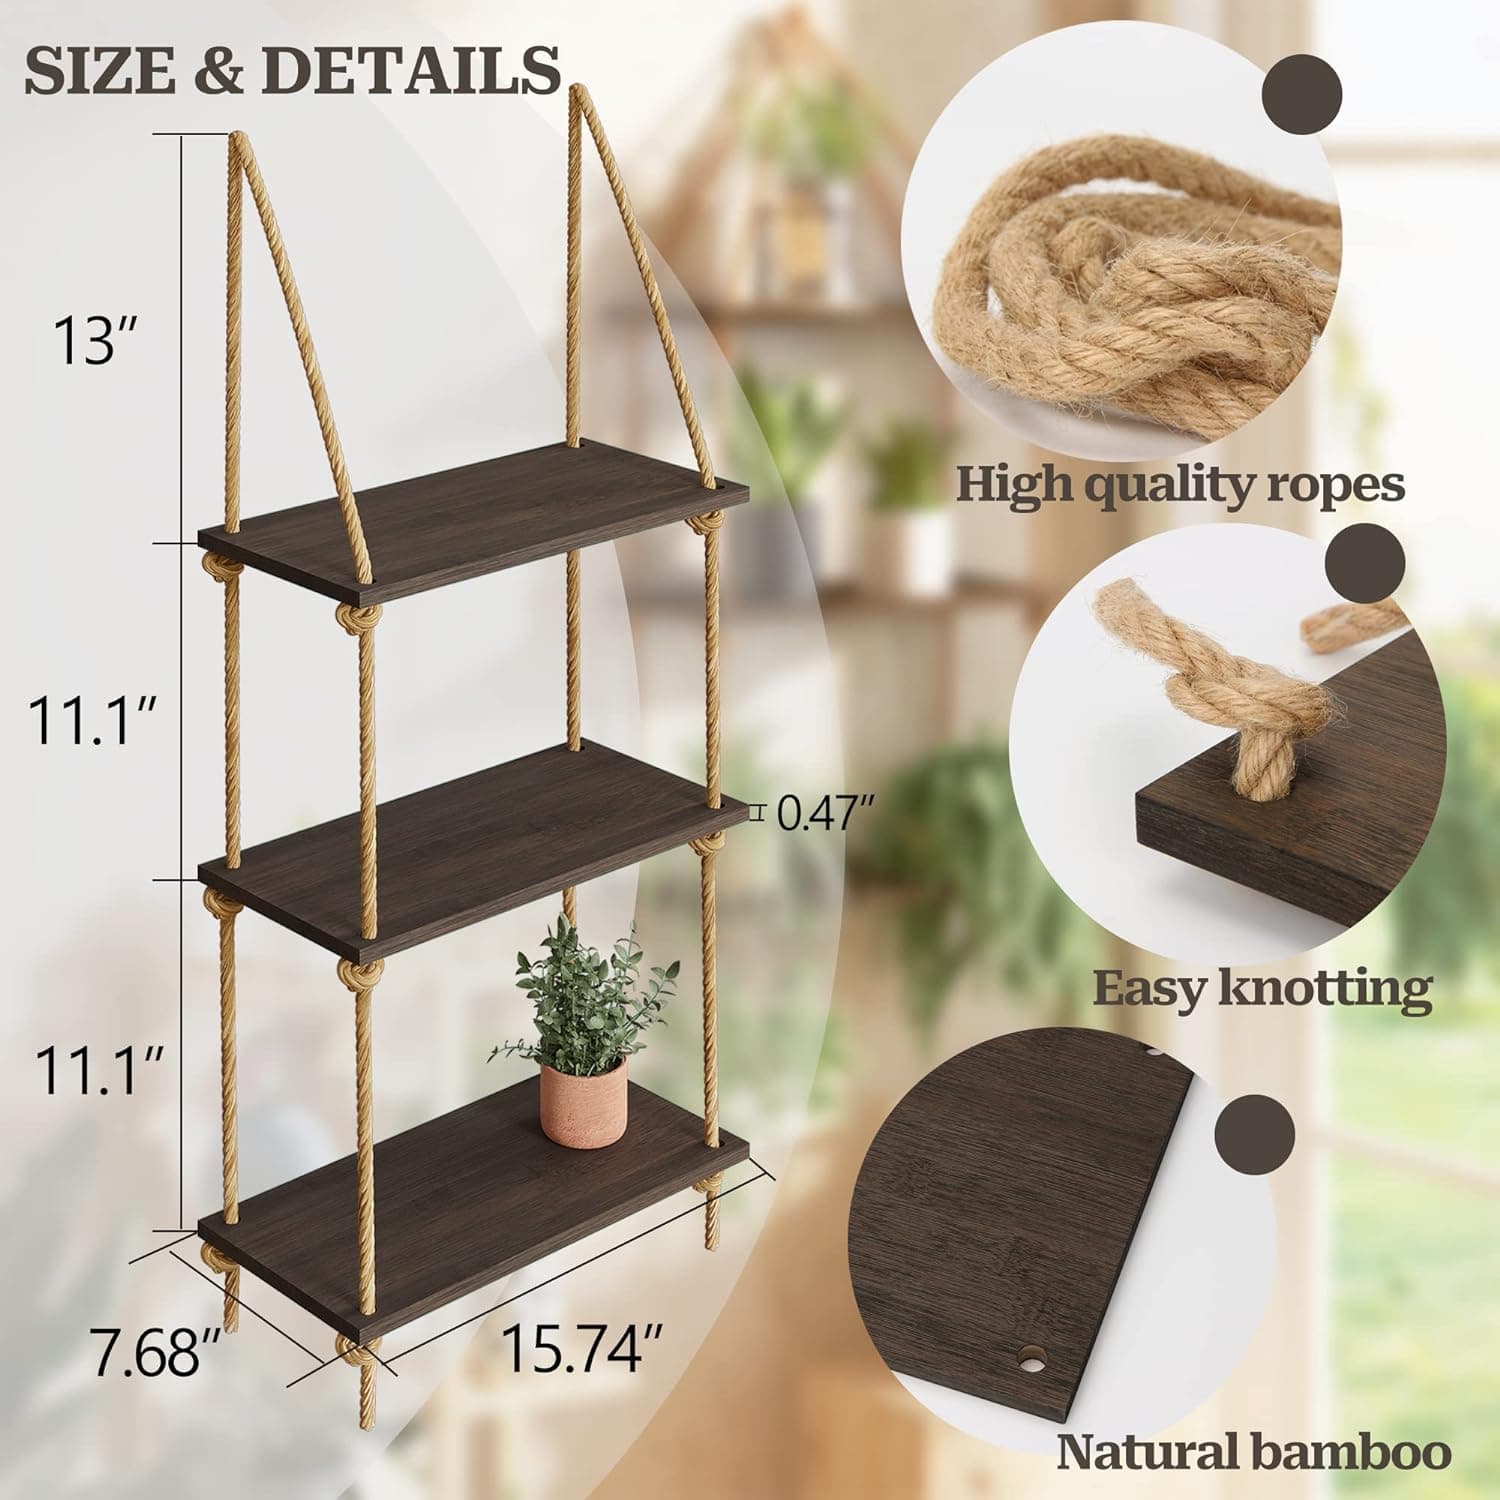 SIZE & DETAILS
13"
11.1"
11.1"
0.47"
7.68"
15.74"
High quality ropes
Easy knotting
Natural bamboo